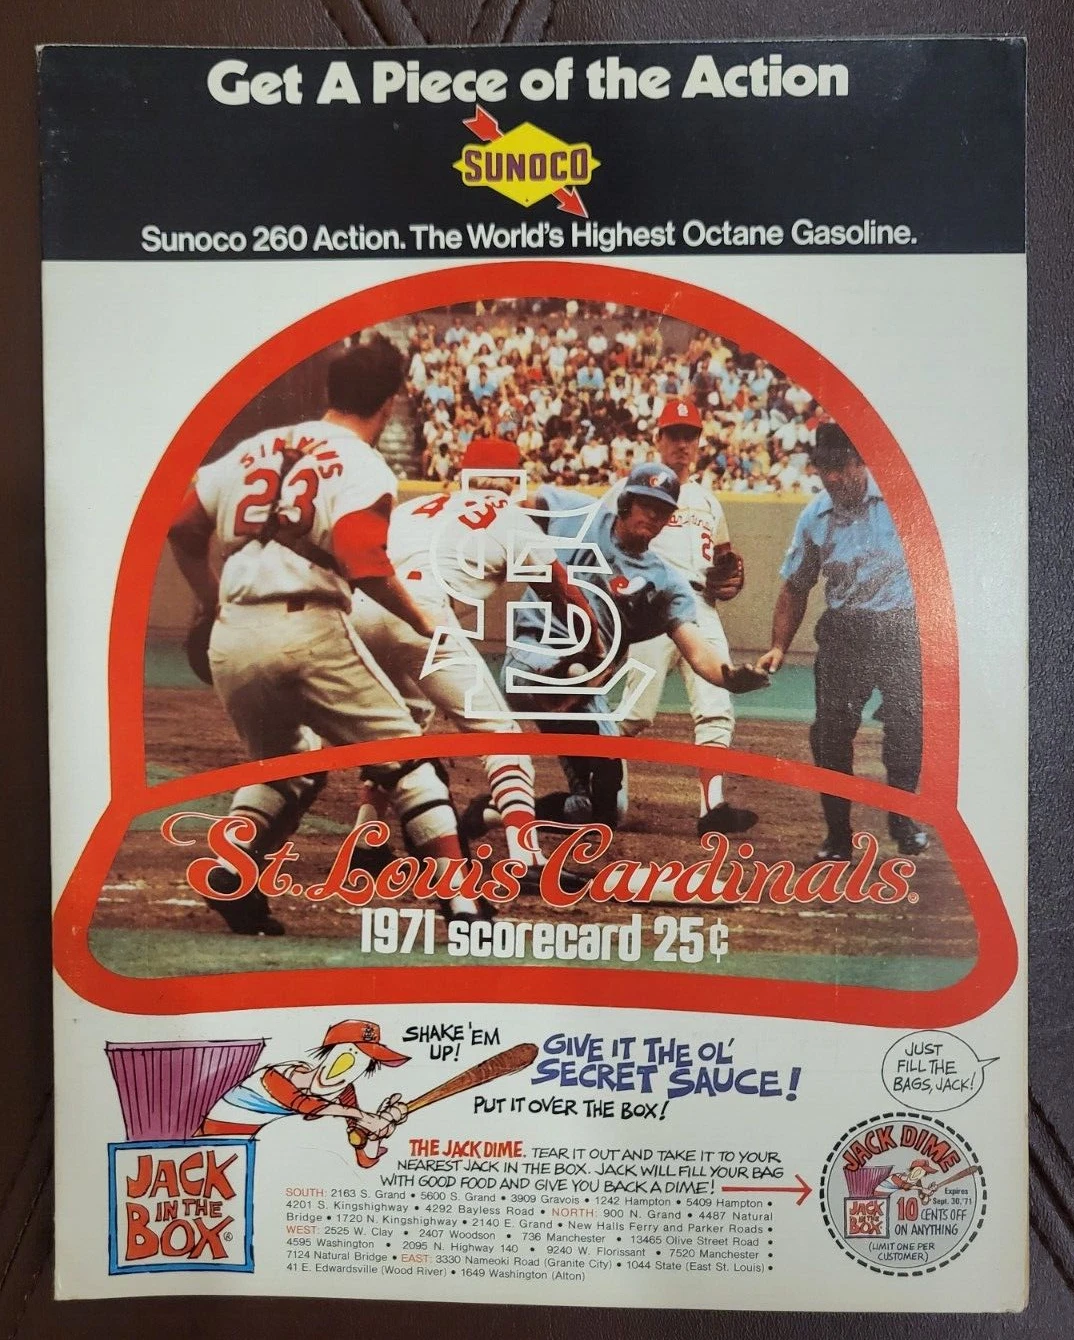 Get A Piece of the Action
SUNOCO
Sunoco 260 Action. The World's Highest Octane Gasoline.
SIMMONS
23
STL
St. Louis Cardinals.
1971 scorecard 25¢
SHAKE 'EM
UP!
GIVE IT THE OL'
SECRET SAUCE!
PUT IT OVER THE BOX!
JUST
FILL THE
BAGS, JACK!
THE JACK DIME. TEAR IT OUT AND TAKE IT TO YOUR
NEAREST JACK IN THE BOX. JACK WILL FILL YOUR BAG
WITH GOOD FOOD AND GIVE YOU BACK A DIME!
SOUTH: 2163 S. Grand • 5600 S. Grand • 3909 Gravois • 1242 Hampton • 5409 Hampton •
4201 S. Kingshighway • 4292 Bayless Road • NORTH: 900 N. Grand • 4487 Natural
Bridge • 1720 N. Kingshighway • 2140 E. Grand • New Halls Ferry and Parker Roads •
WEST: 2525 W. Clay • 2407 Woodson • 736 Manchester • 13465 Olive Street Road •
4595 Washington • 2095 N. Highway 140 • 9240 W. Florissant • 7520 Manchester •
7124 Natural Bridge • EAST: 3330 Nameoki Road (Granite City) • 1044 State (East St. Louis) •
41 E. Edwardsville (Wood River) • 1649 Washington (Alton)
JACK
IN THE
BOX®
JACK DIME
Expires
Sept. 30, '71
JACK
IN THE
BOX
10 CENTS OFF
ON ANYTHING
(LIMIT ONE PER
CUSTOMER)